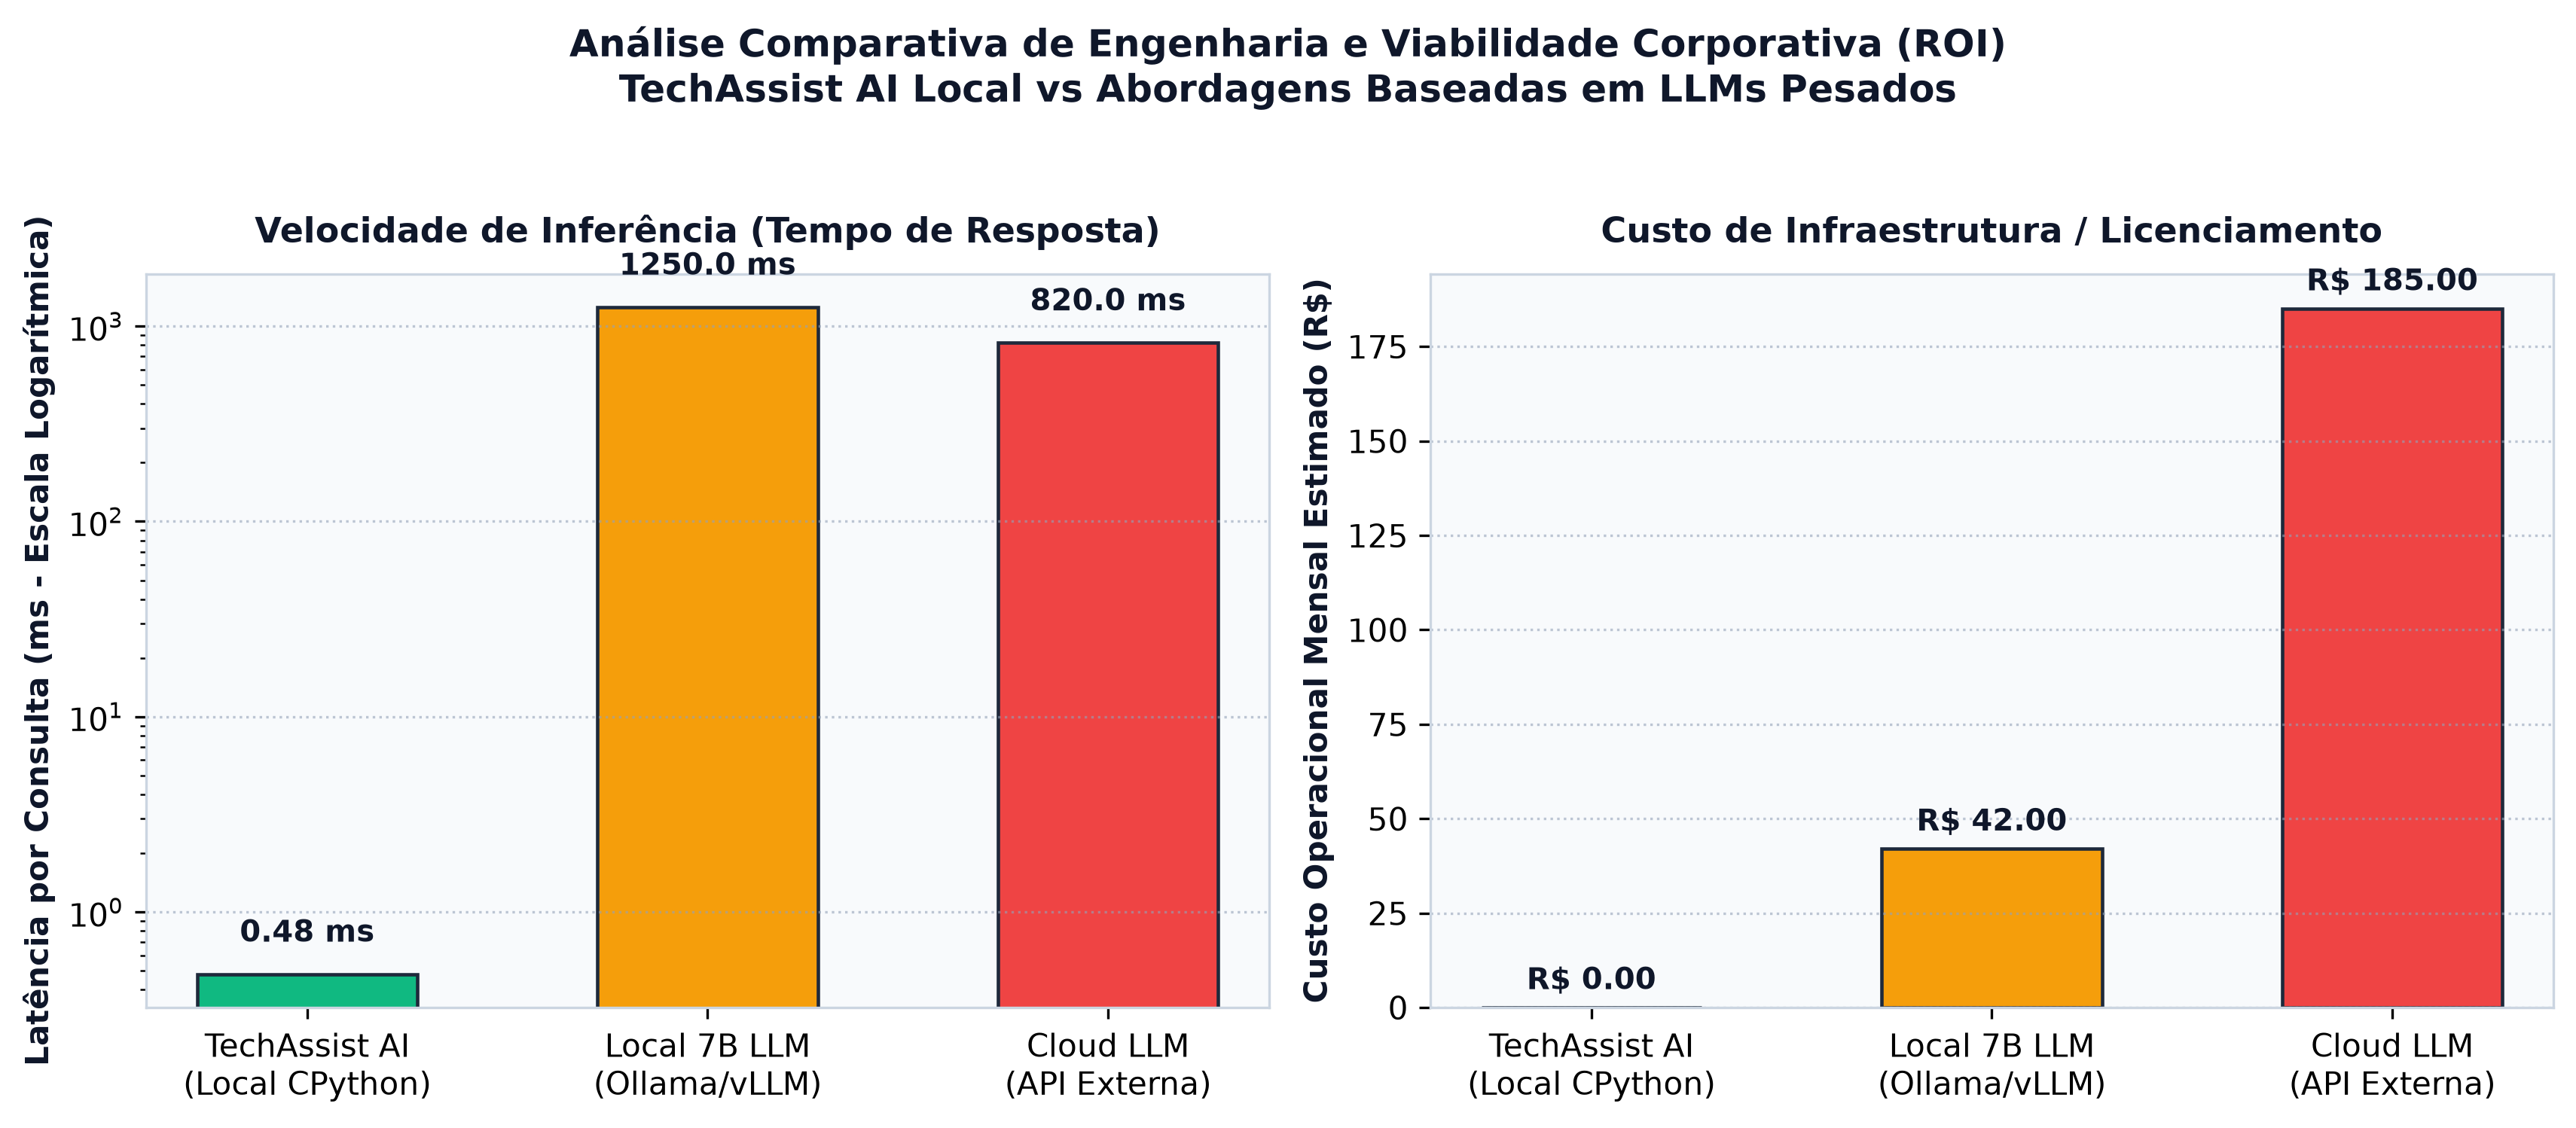 Análise Comparativa de Engenharia e Viabilidade Corporativa (ROI)
TechAssist AI Local vs Abordagens Baseadas em LLMs Pesados
Velocidade de Inferência (Tempo de Resposta)
Latência por Consulta (ms - Escala Logarítmica)
10³
10²
10¹
10⁰
1250.0 ms
820.0 ms
0.48 ms
TechAssist AI
(Local CPython)
Local 7B LLM
(Ollama/vLLM)
Cloud LLM
(API Externa)
Custo de Infraestrutura / Licenciamento
Custo Operacional Mensal Estimado (R$)
175
150
125
100
75
50
25
0
R$ 185.00
R$ 42.00
R$ 0.00
TechAssist AI
(Local CPython)
Local 7B LLM
(Ollama/vLLM)
Cloud LLM
(API Externa)